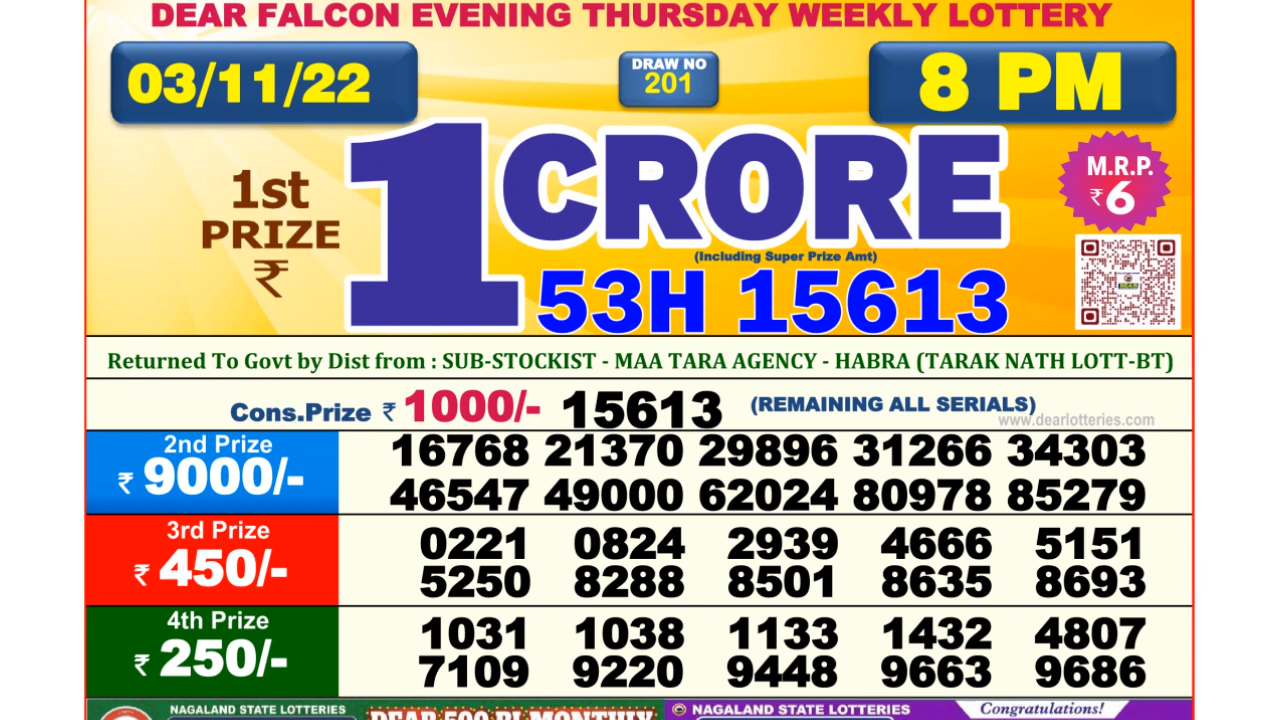 DEAR FALCON EVENING THURSDAY WEEKLY LOTTERY
03/11/22
DRAW NO
201
8 PM
1st
PRIZE
₹
1 CRORE
(Including Super Prize Amt)
53H 15613
M.R.P.
₹6
DEAR
Returned To Govt by Dist from : SUB-STOCKIST - MAA TARA AGENCY - HABRA (TARAK NATH LOTT-BT)
Cons.Prize ₹ 1000/- 15613 (REMAINING ALL SERIALS)
www.dearlotteries.com
2nd Prize
₹ 9000/-
16768 21370 29896 31266 34303
46547 49000 62024 80978 85279
3rd Prize
₹ 450/-
0221 0824 2939 4666 5151
5250 8288 8501 8635 8693
4th Prize
₹ 250/-
1031 1038 1133 1432 4807
7109 9220 9448 9663 9686
NAGALAND STATE LOTTERIES
DEAR 500 BI-MONTHLY
NAGALAND STATE LOTTERIES
Congratulations!